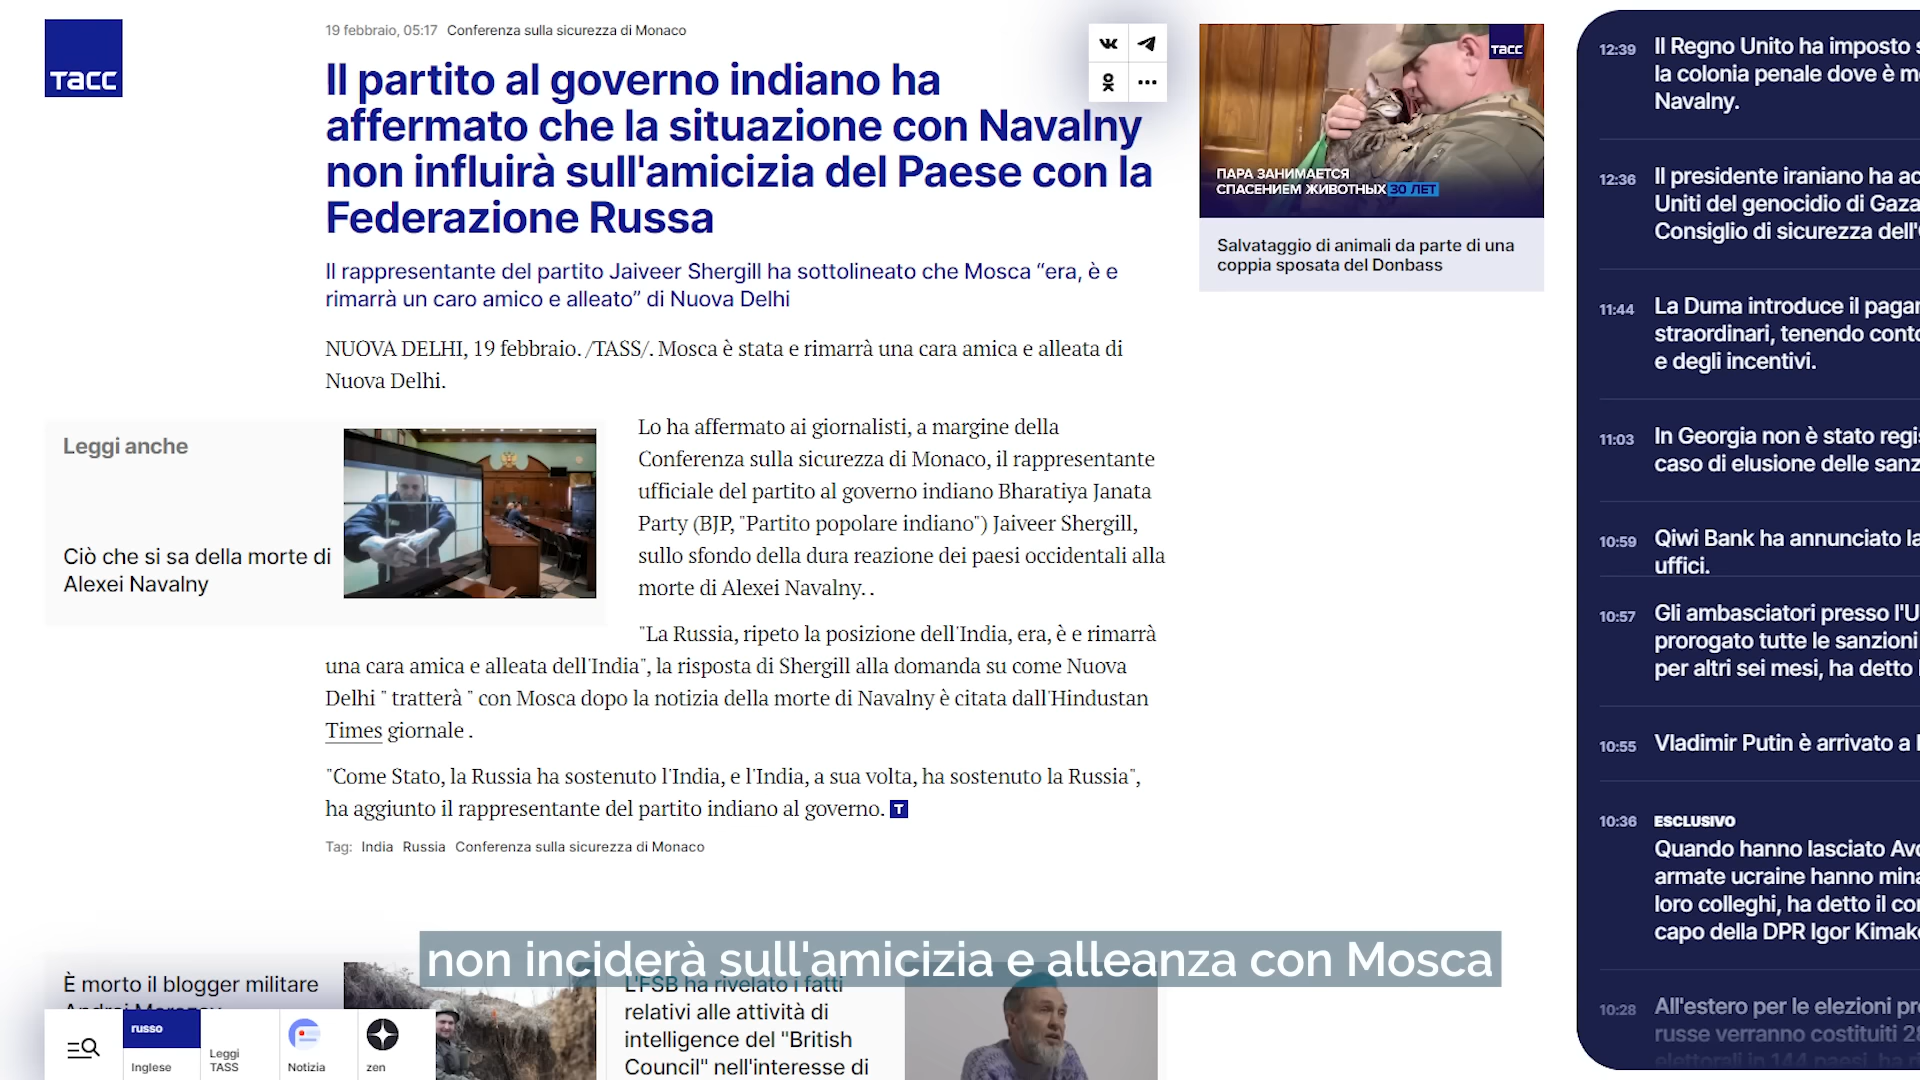 тасс
19 febbraio, 05:17 Conferenza sulla sicurezza di Monaco
Il partito al governo indiano ha
affermato che la situazione con Navalny
non influirà sull'amicizia del Paese con la
Federazione Russa
Il rappresentante del partito Jaiveer Shergill ha sottolineato che Mosca “era, è e
rimarrà un caro amico e alleato” di Nuova Delhi
NUOVA DELHI, 19 febbraio. /TASS/. Mosca è stata e rimarrà una cara amica e alleata di
Nuova Delhi.
Leggi anche
Ciò che si sa della morte di
Alexei Navalny
Lo ha affermato ai giornalisti, a margine della
Conferenza sulla sicurezza di Monaco, il rappresentante
ufficiale del partito al governo indiano Bharatiya Janata
Party (BJP, "Partito popolare indiano") Jaiveer Shergill,
sullo sfondo della dura reazione dei paesi occidentali alla
morte di Alexei Navalny. .
"La Russia, ripeto la posizione dell'India, era, è e rimarrà
una cara amica e alleata dell'India", la risposta di Shergill alla domanda su come Nuova
Delhi " tratterà " con Mosca dopo la notizia della morte di Navalny è citata dall'Hindustan
Times giornale .
"Come Stato, la Russia ha sostenuto l'India, e l'India, a sua volta, ha sostenuto la Russia",
ha aggiunto il rappresentante del partito indiano al governo. T
Tag: India Russia Conferenza sulla sicurezza di Monaco
тасс
ПАРА ЗАНИМАЕТСЯ
СПАСЕНИЕМ ЖИВОТНЫХ 30 ЛЕТ
Salvataggio di animali da parte di una
coppia sposata del Donbass
12:39 Il Regno Unito ha imposto
la colonia penale dove è
Navalny.
12:36 Il presidente iraniano ha
Uniti del genocidio di Gaza
Consiglio di sicurezza
11:44 La Duma introduce il
straordinari, tenendo
e degli incentivi.
11:03 In Georgia non è stato
caso di elusione delle
10:59 Qiwi Bank ha annunciato
uffici.
10:57 Gli ambasciatori presso
prorogato tutte le sanzioni
per altri sei mesi, ha detto
10:55 Vladimir Putin è arrivato a
10:36 ESCLUSIVO
Quando hanno lasciato
armate ucraine hanno
loro colleghi, ha detto il
capo della DPR Igor
10:28 All'estero per le elezioni
russe verranno costituiti
elettorali in 144 paesi, ha
non inciderà sull'amicizia e alleanza con Mosca
È morto il blogger militare
Andrei Morozov
L'FSB ha rivelato i fatti
relativi alle attività di
intelligence del "British
Council" nell'interesse di
russo
Inglese
Leggi
TASS
Notizia
zen